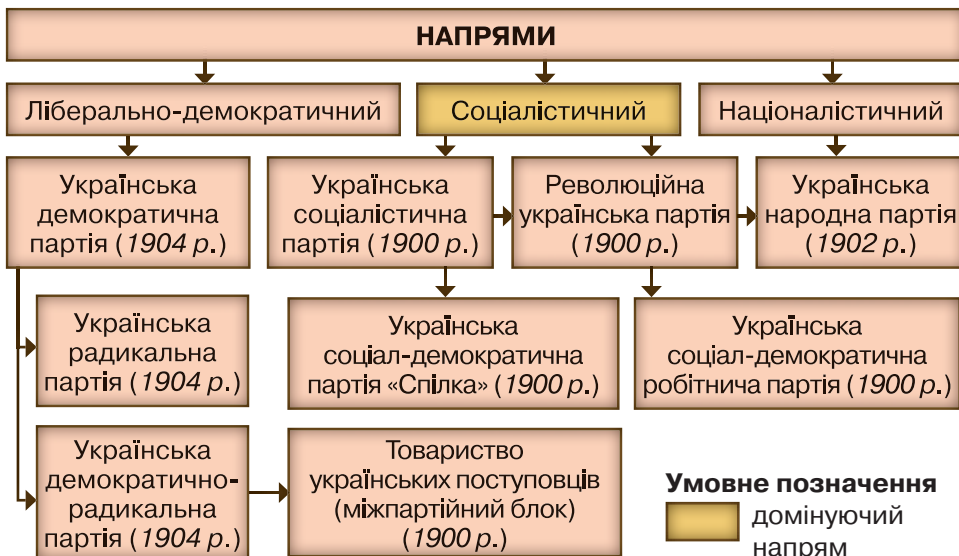 НАПРЯМИ
Ліберально-демократичний
Соціалістичний
Націоналістичний
Українська
демократична
партія (1904 р.)
Українська
соціалістична
партія (1900 р.)
Революційна
українська партія
(1900 р.)
Українська
народна партія
(1902 р.)
Українська
радикальна
партія (1904 р.)
Українська
соціал-демократична
партія «Спілка» (1900 р.)
Українська
соціал-демократична
робітнича партія (1900 р.)
Українська
демократично-
радикальна
партія (1904 р.)
Товариство
українських поступовців
(міжпартійний блок)
(1900 р.)
Умовне позначення
домінуючий
напрям